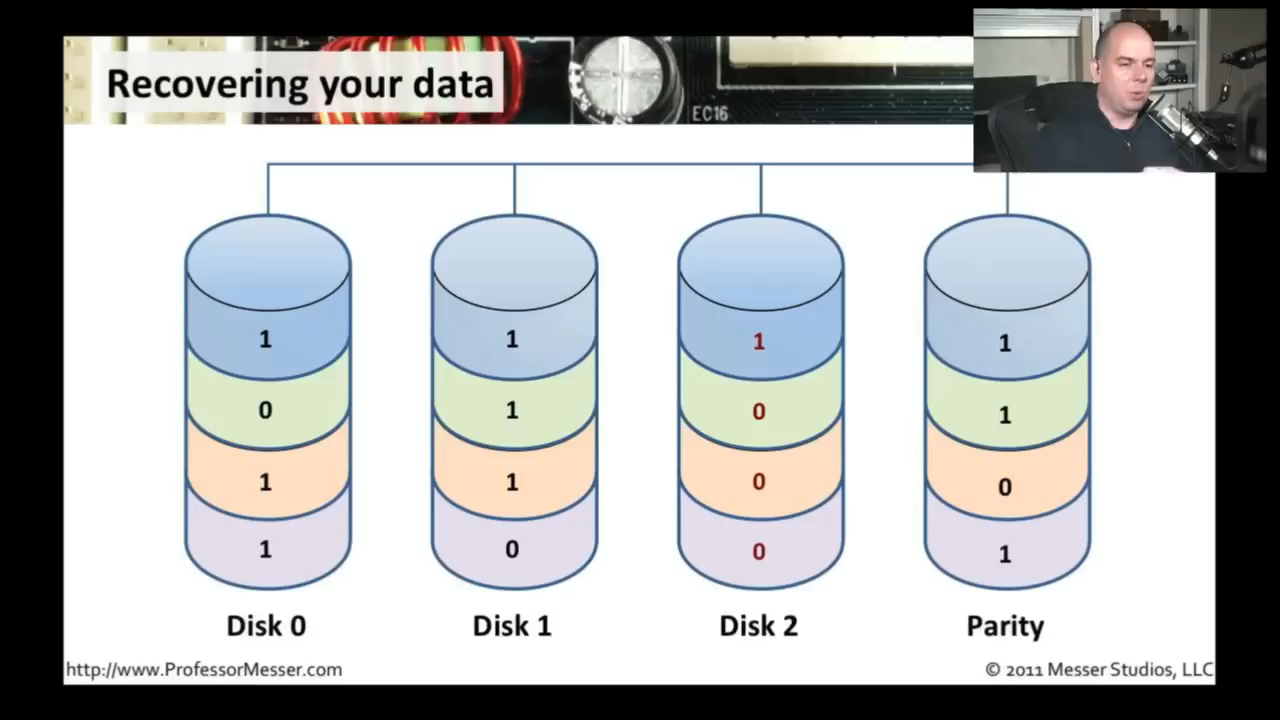 Recovering your data
EC16
1 1 1 1
0 1 0 1
1 1 0 0
1 0 0 1
Disk 0 Disk 1 Disk 2 Parity
http://www.ProfessorMesser.com © 2011 Messer Studios, LLC